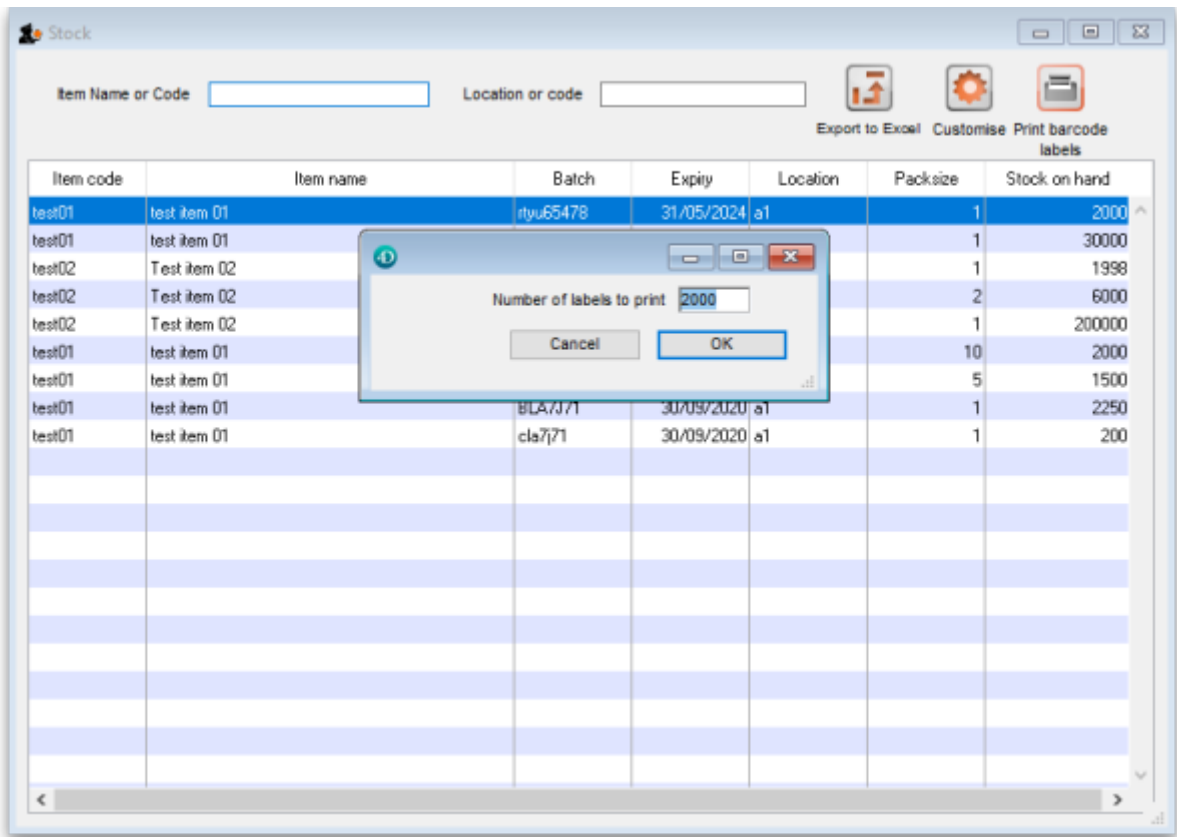 Stock
Item Name or Code Location or code
Export to Excel Customise Print barcode
labels
Item code Item name Batch Expiry Location Packsize Stock on hand
test01 test item 01 rtyu65478 31/05/2024 a1 1 2000
test01 test item 01 1 30000
test02 Test item 02 1 1998
test02 Test item 02 2 6000
test02 Test item 02 1 200000
test01 test item 01 10 2000
test01 test item 01 5 1500
test01 test item 01 BLA7J71 30/09/2020 a1 1 2250
test01 test item 01 cla7j71 30/09/2020 a1 1 200
Number of labels to print 2000
Cancel OK